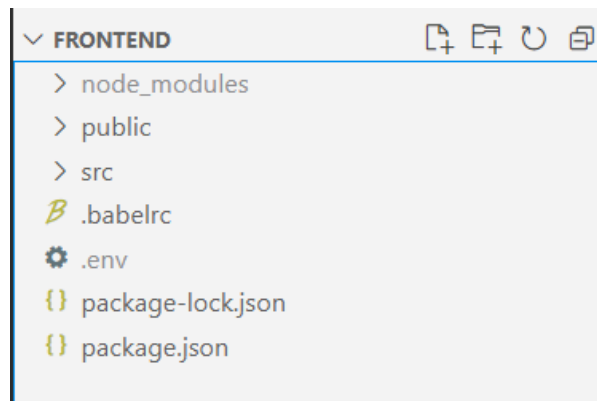 FRONTEND
node_modules
public
src
.babelrc
.env
package-lock.json
package.json